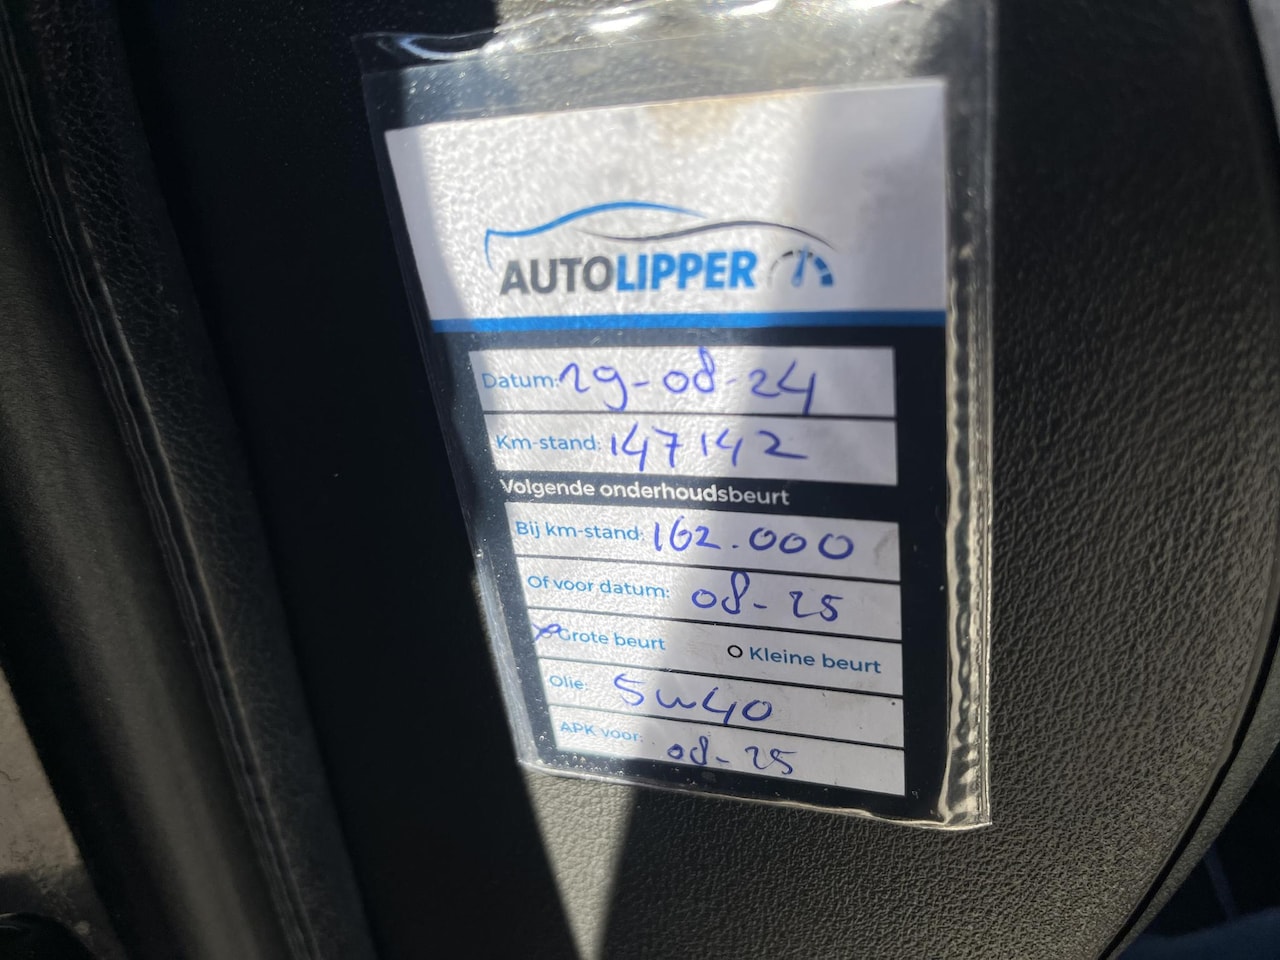 AUTOLIPPER
Datum: 29-08-24
Km-stand: 147142
Volgende onderhoudsbeurt
Bij km-stand: 162.000
Of voor datum: 08-25
Grote beurt Kleine beurt
Olie: 5w40
APK voor: 08-25